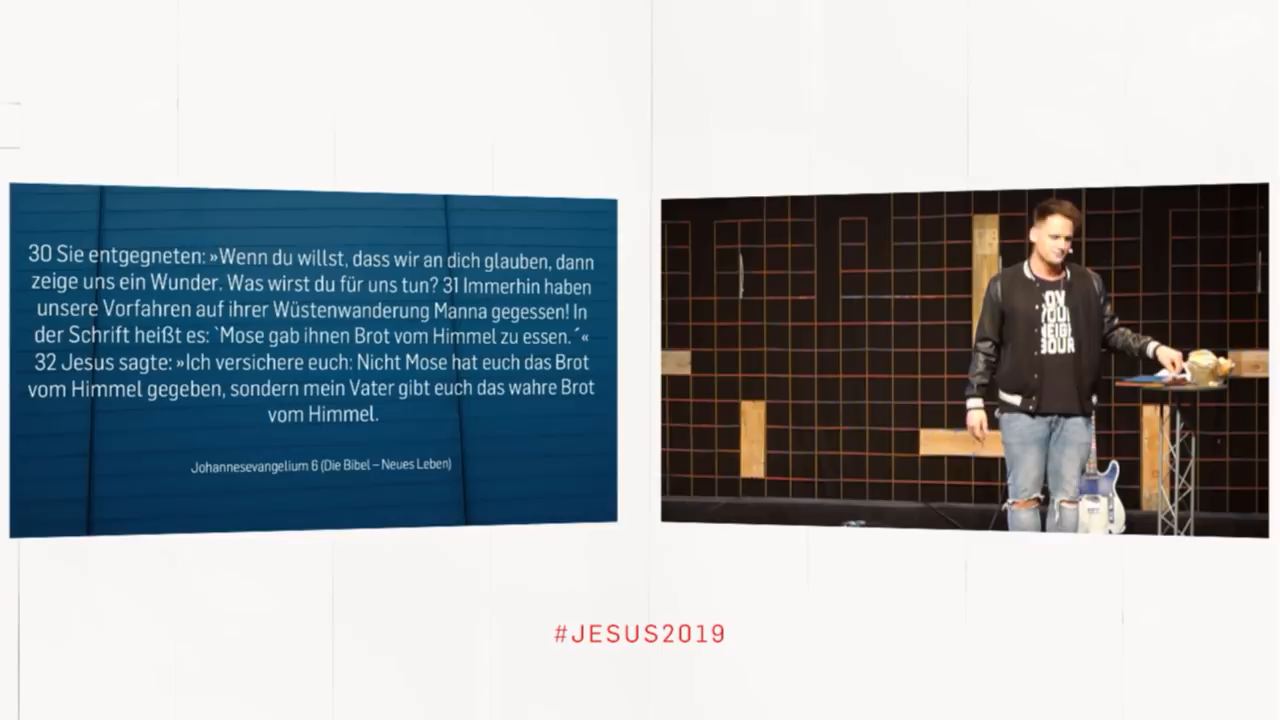 30 Sie entgegneten: »Wenn du willst, dass wir an dich glauben, dann
zeige uns ein Wunder. Was wirst du für uns tun? 31 Immerhin haben
unsere Vorfahren auf ihrer Wüstenwanderung Manna gegessen! In
der Schrift heißt es: `Mose gab ihnen Brot vom Himmel zu essen.´«
32 Jesus sagte: »Ich versichere euch: Nicht Mose hat euch das Brot
vom Himmel gegeben, sondern mein Vater gibt euch das wahre Brot
vom Himmel.
Johannesevangelium 6 (Die Bibel – Neues Leben)
YOUR
#JESUS2019